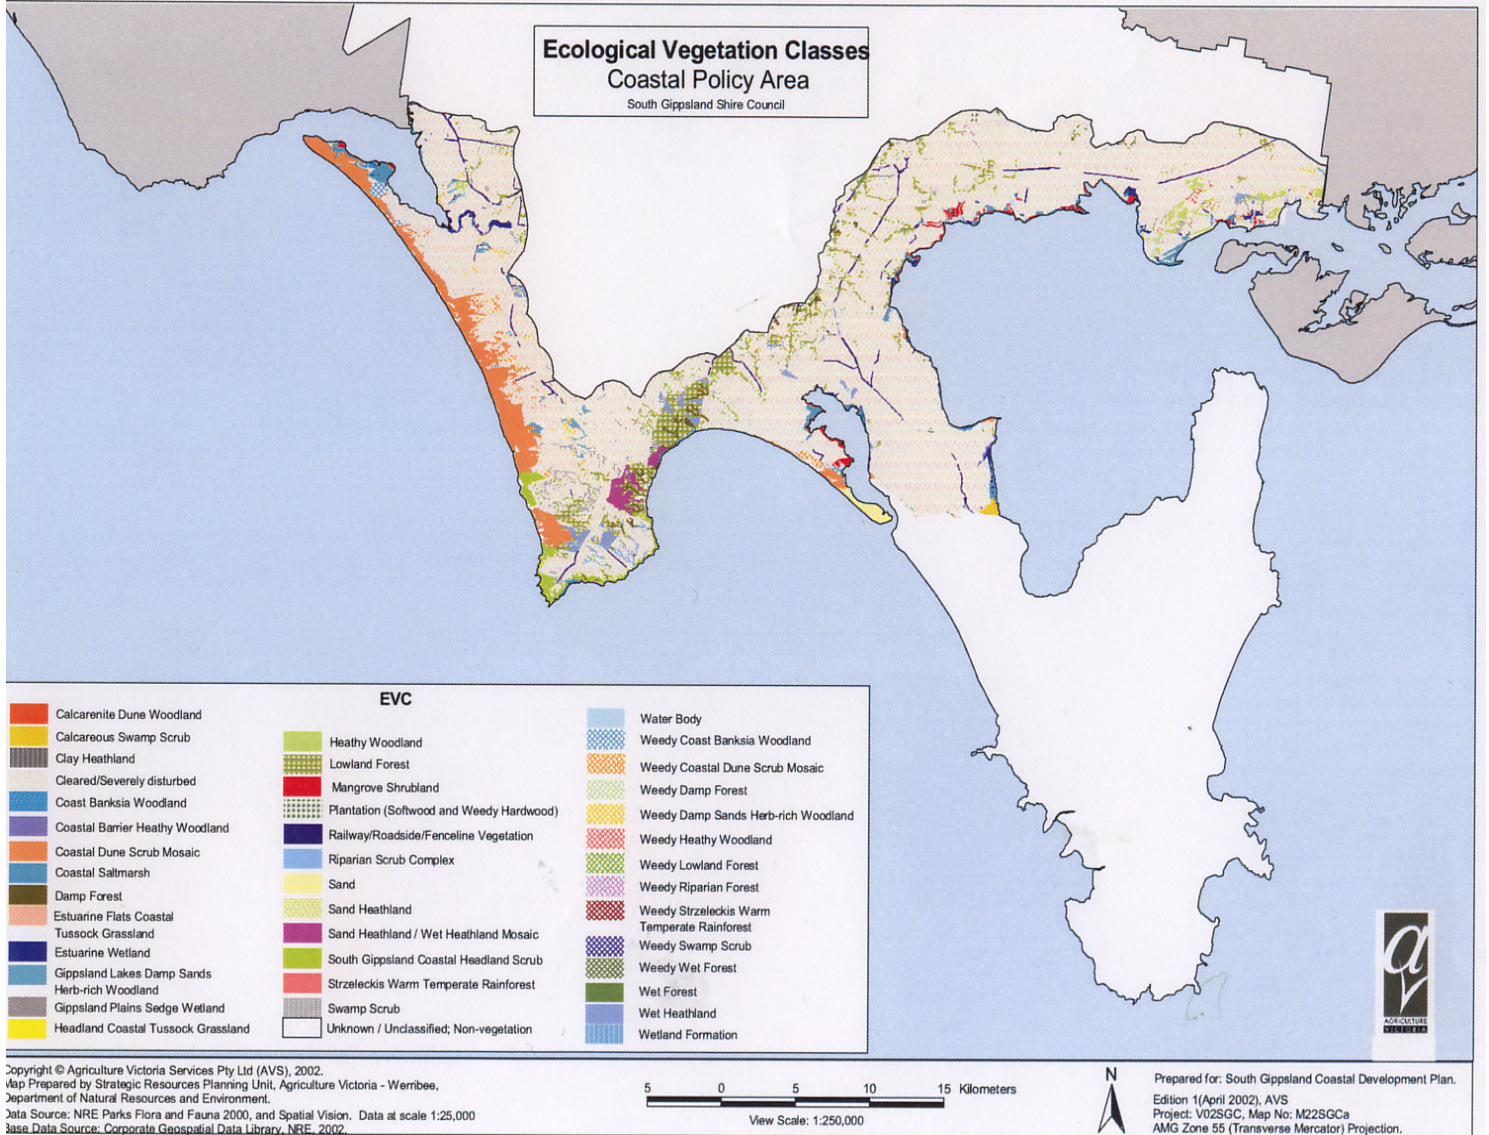 Ecological Vegetation Classes
Coastal Policy Area
South Gippsland Shire Council
EVC
Calcarenite Dune Woodland
Calcareous Swamp Scrub
Clay Heathland
Cleared/Severely disturbed
Coast Banksia Woodland
Coastal Barrier Heathy Woodland
Coastal Dune Scrub Mosaic
Coastal Saltmarsh
Damp Forest
Estuarine Flats Coastal
Tussock Grassland
Estuarine Wetland
Gippsland Lakes Damp Sands
Herb-rich Woodland
Gippsland Plains Sedge Wetland
Headland Coastal Tussock Grassland
Heathy Woodland
Lowland Forest
Mangrove Shrubland
Plantation (Softwood and Weedy Hardwood)
Railway/Roadside/Fenceline Vegetation
Riparian Scrub Complex
Sand
Sand Heathland
Sand Heathland / Wet Heathland Mosaic
South Gippsland Coastal Headland Scrub
Strzeleckis Warm Temperate Rainforest
Swamp Scrub
Unknown / Unclassified; Non-vegetation
Water Body
Weedy Coast Banksia Woodland
Weedy Coastal Dune Scrub Mosaic
Weedy Damp Forest
Weedy Damp Sands Herb-rich Woodland
Weedy Heathy Woodland
Weedy Lowland Forest
Weedy Riparian Forest
Weedy Strzeleckis Warm
Temperate Rainforest
Weedy Swamp Scrub
Weedy Wet Forest
Wet Forest
Wet Heathland
Wetland Formation
AGRICULTURE
VICTORIA
Copyright © Agriculture Victoria Services Pty Ltd (AVS), 2002.
Map Prepared by Strategic Resources Planning Unit, Agriculture Victoria - Werribee,
Department of Natural Resources and Environment.
Data Source: NRE Parks Flora and Fauna 2000, and Spatial Vision. Data at scale 1:25,000
Base Data Source: Corporate Geospatial Data Library, NRE, 2002.
5 0 5 10 15 Kilometers
View Scale: 1:250,000
N
Prepared for: South Gippsland Coastal Development Plan.
Edition 1(April 2002), AVS
Project: V02SGC, Map No: M22SGCa
AMG Zone 55 (Transverse Mercator) Projection.